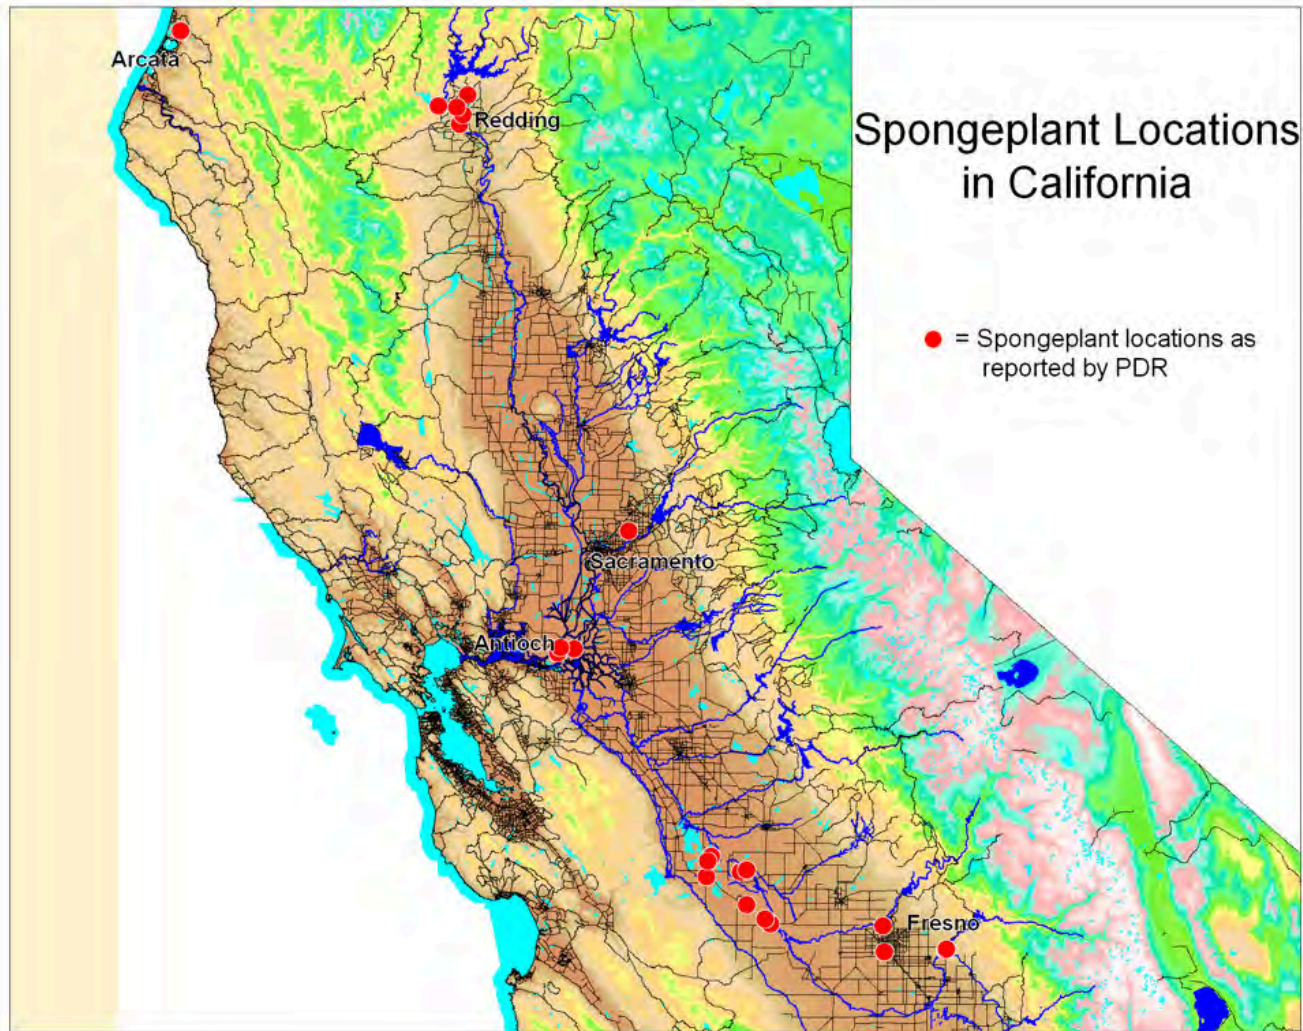 Arcata
Redding
Spongeplant Locations
in California
= Spongeplant locations as
reported by PDR
Sacramento
Antioch
Fresno